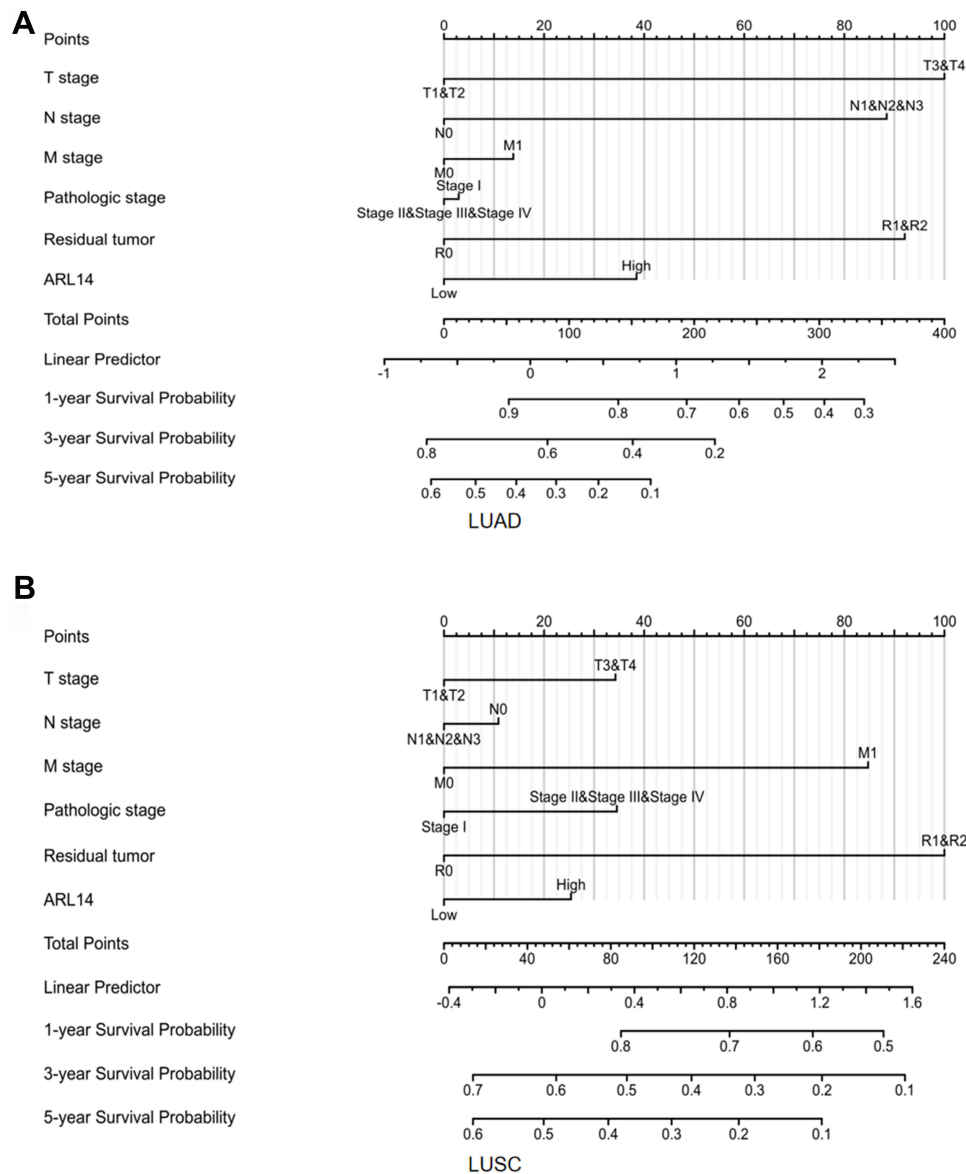 A
Points
0 20 40 60 80 100
T stage
T3&T4
T1&T2
N stage
N1&N2&N3
N0
M stage
M1
M0
Pathologic stage
Stage I
Stage II&Stage III&Stage IV
Residual tumor
R1&R2
R0
ARL14
High
Low
Total Points
0 100 200 300 400
Linear Predictor
-1 0 1 2
1-year Survival Probability
0.9 0.8 0.7 0.6 0.5 0.4 0.3
3-year Survival Probability
0.8 0.6 0.4 0.2
5-year Survival Probability
0.6 0.5 0.4 0.3 0.2 0.1
LUAD
B
Points
0 20 40 60 80 100
T stage
T3&T4
T1&T2
N stage
N0
N1&N2&N3
M stage
M1
M0
Pathologic stage
Stage II&Stage III&Stage IV
Stage I
Residual tumor
R1&R2
R0
ARL14
High
Low
Total Points
0 40 80 120 160 200 240
Linear Predictor
-0.4 0 0.4 0.8 1.2 1.6
1-year Survival Probability
0.8 0.7 0.6 0.5
3-year Survival Probability
0.7 0.6 0.5 0.4 0.3 0.2 0.1
5-year Survival Probability
0.6 0.5 0.4 0.3 0.2 0.1
LUSC